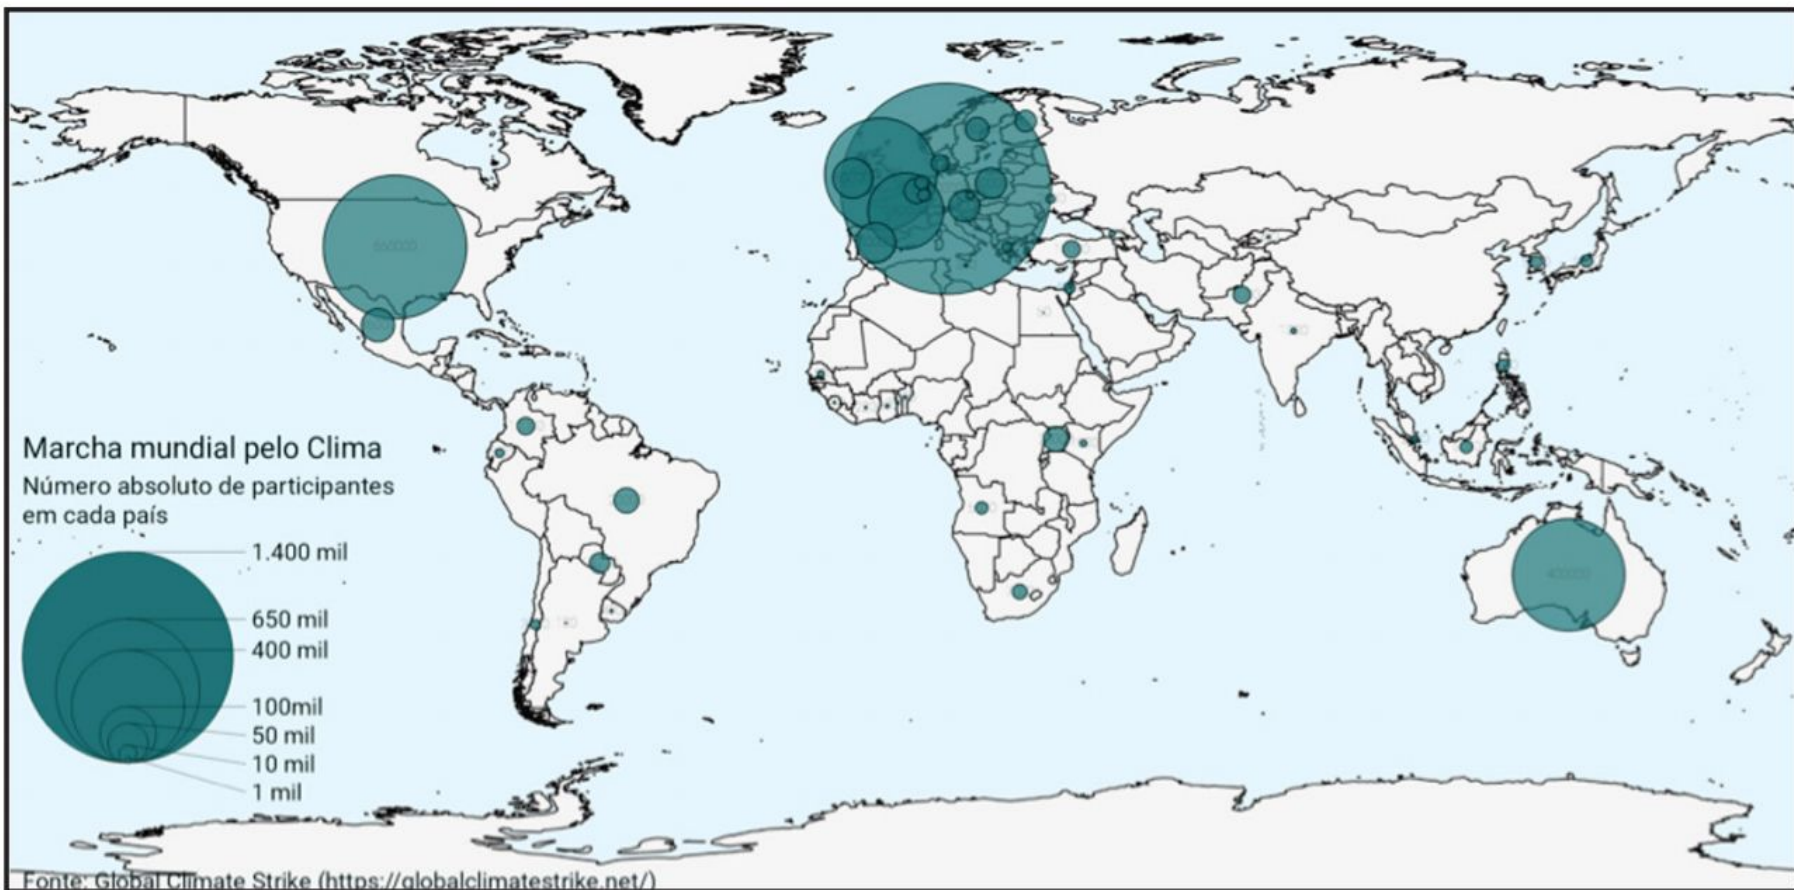 Marcha mundial pelo Clima
Número absoluto de participantes
em cada país
1.400 mil
650 mil
400 mil
100mil
50 mil
10 mil
1 mil
Fonte: Global Climate Strike (https://globalclimatestrike.net/)